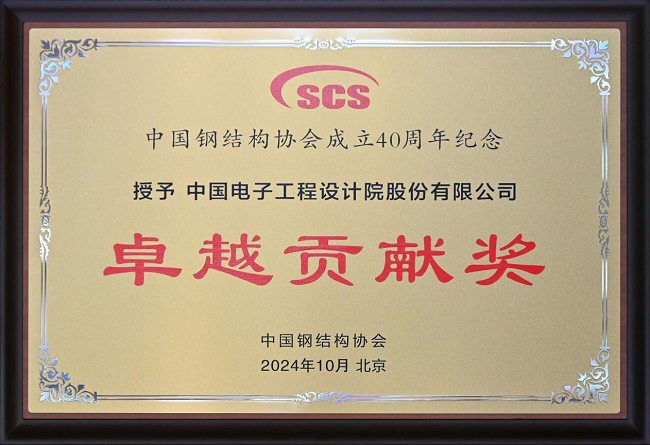 SCS
中国钢结构协会成立40周年纪念
授予 中国电子工程设计院股份有限公司
卓越贡献奖
中国钢结构协会
2024年10月 北京